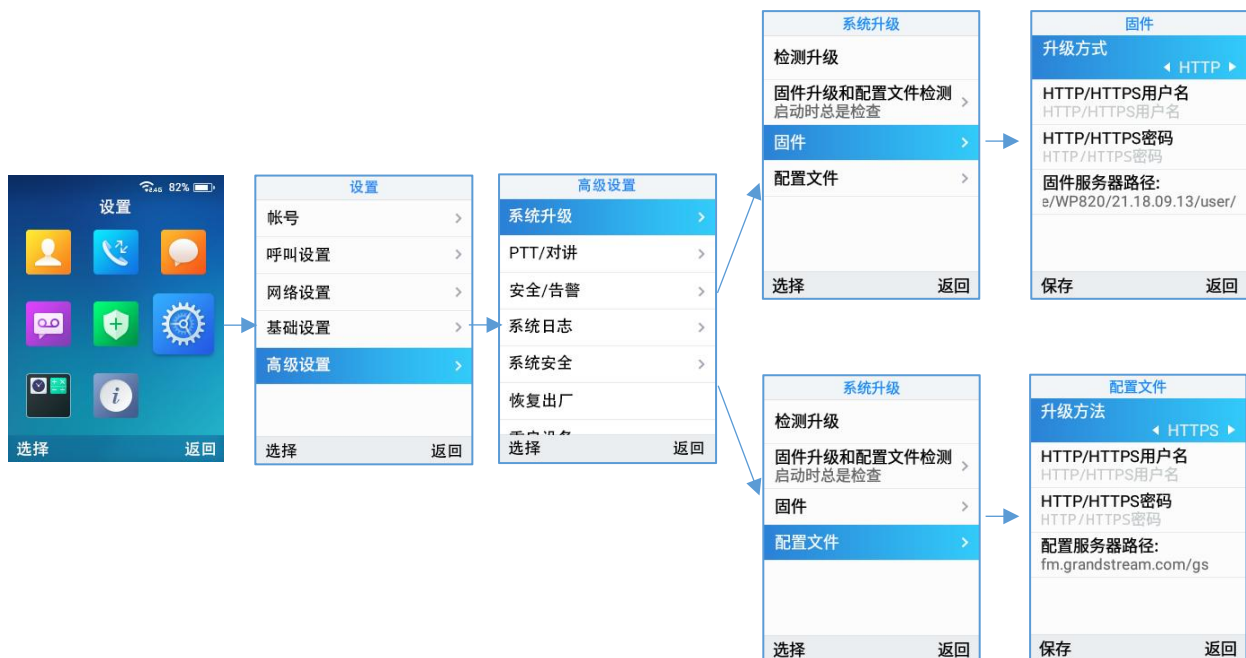 2.4G 82%
设置
选择 返回
设置
帐号
呼叫设置
网络设置
基础设置
高级设置
选择 返回
高级设置
系统升级
PTT/对讲
安全/告警
系统日志
系统安全
恢复出厂
选择 返回
系统升级
检测升级
固件升级和配置文件检测
启动时总是检查
固件
配置文件
选择 返回
固件
升级方式
HTTP
HTTP/HTTPS用户名
HTTP/HTTPS用户名
HTTP/HTTPS密码
HTTP/HTTPS密码
固件服务器路径:
e/WP820/21.18.09.13/user/
保存 返回
系统升级
检测升级
固件升级和配置文件检测
启动时总是检查
固件
配置文件
选择 返回
配置文件
升级方法
HTTPS
HTTP/HTTPS用户名
HTTP/HTTPS用户名
HTTP/HTTPS密码
HTTP/HTTPS密码
配置服务器路径:
fm.grandstream.com/gs
保存 返回